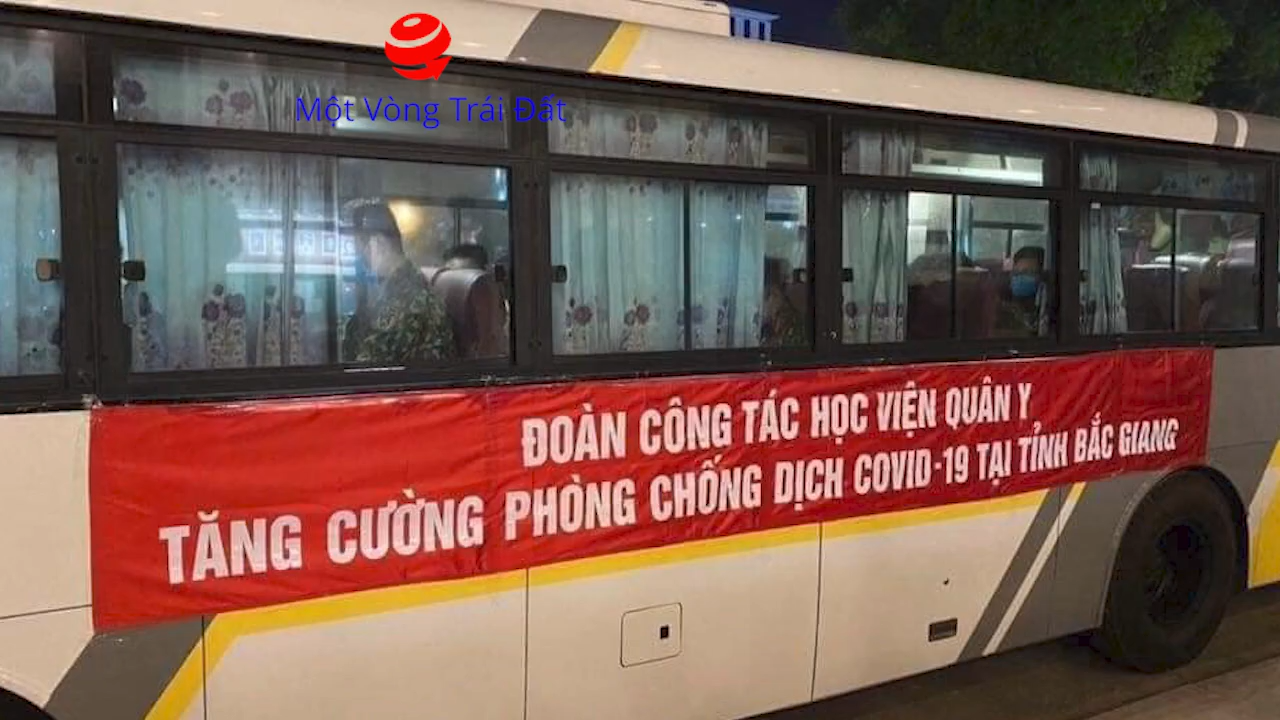 Một Vòng Trái Đất
ĐOÀN CÔNG TÁC HỌC VIỆN QUÂN Y
TĂNG CƯỜNG PHÒNG CHỐNG DỊCH COVID-19 TẠI TỈNH BẮC GIANG